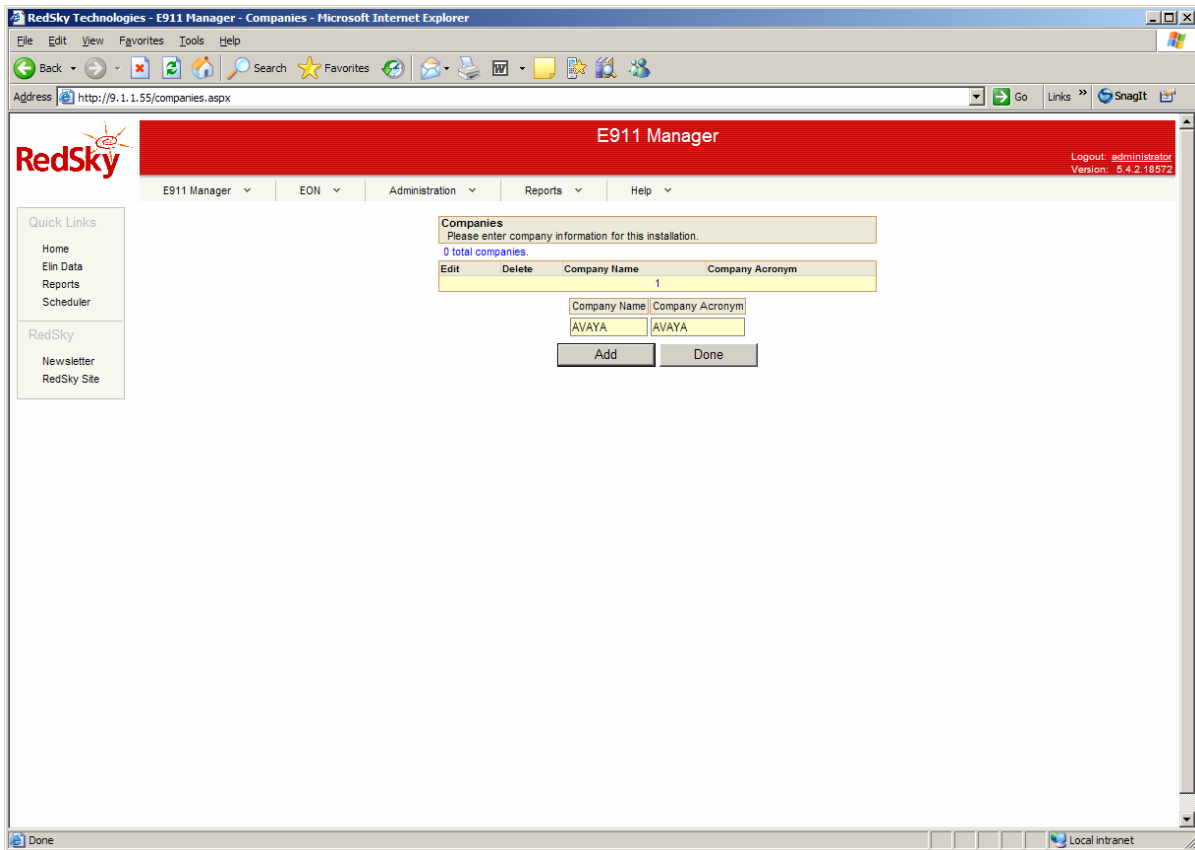 RedSky Technologies - E911 Manager - Companies - Microsoft Internet Explorer
File Edit View Favorites Tools Help
Back Search Favorites
Address http://9.1.1.55/companies.aspx Go Links » SnagIt
RedSky
E911 Manager
Logout: administrator
Version: 5.4.2.18572
E911 Manager EON Administration Reports Help
Quick Links
Home
Elin Data
Reports
Scheduler
RedSky
Newsletter
RedSky Site
Companies
Please enter company information for this installation.
0 total companies.
Edit Delete Company Name Company Acronym
1
Company Name Company Acronym
AVAYA AVAYA
Add Done
Done Local intranet